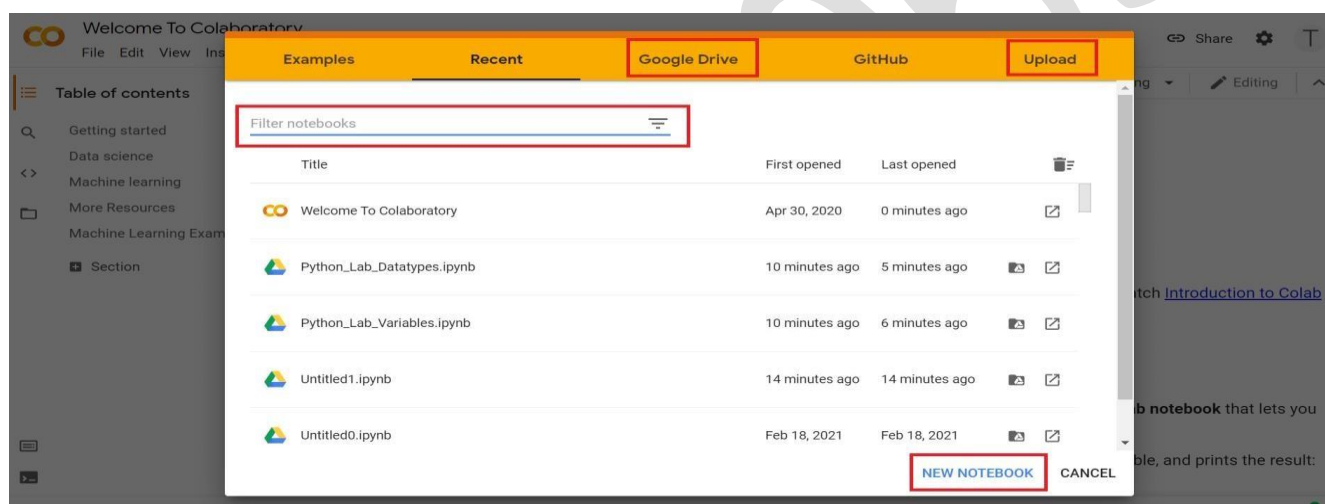 Welcome To Colaboratory
File Edit View Ins
Share
T
Examples Recent Google Drive GitHub Upload
ng Editing
Table of contents
Filter notebooks
Getting started
Data science
Machine learning
More Resources
Machine Learning Exam
Section
Title First opened Last opened
Welcome To Colaboratory Apr 30, 2020 0 minutes ago
Python_Lab_Datatypes.ipynb 10 minutes ago 5 minutes ago
tch Introduction to Colab
Python_Lab_Variables.ipynb 10 minutes ago 6 minutes ago
Untitled1.ipynb 14 minutes ago 14 minutes ago
b notebook that lets you
Untitled0.ipynb Feb 18, 2021 Feb 18, 2021
ble, and prints the result:
NEW NOTEBOOK CANCEL